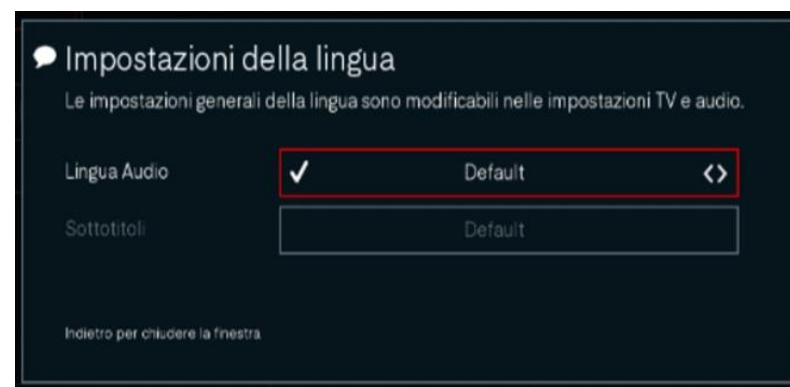 Impostazioni della lingua
Le impostazioni generali della lingua sono modificabili nelle impostazioni TV e audio.
Lingua Audio
Default
Sottotitoli
Default
Indietro per chiudere la finestra